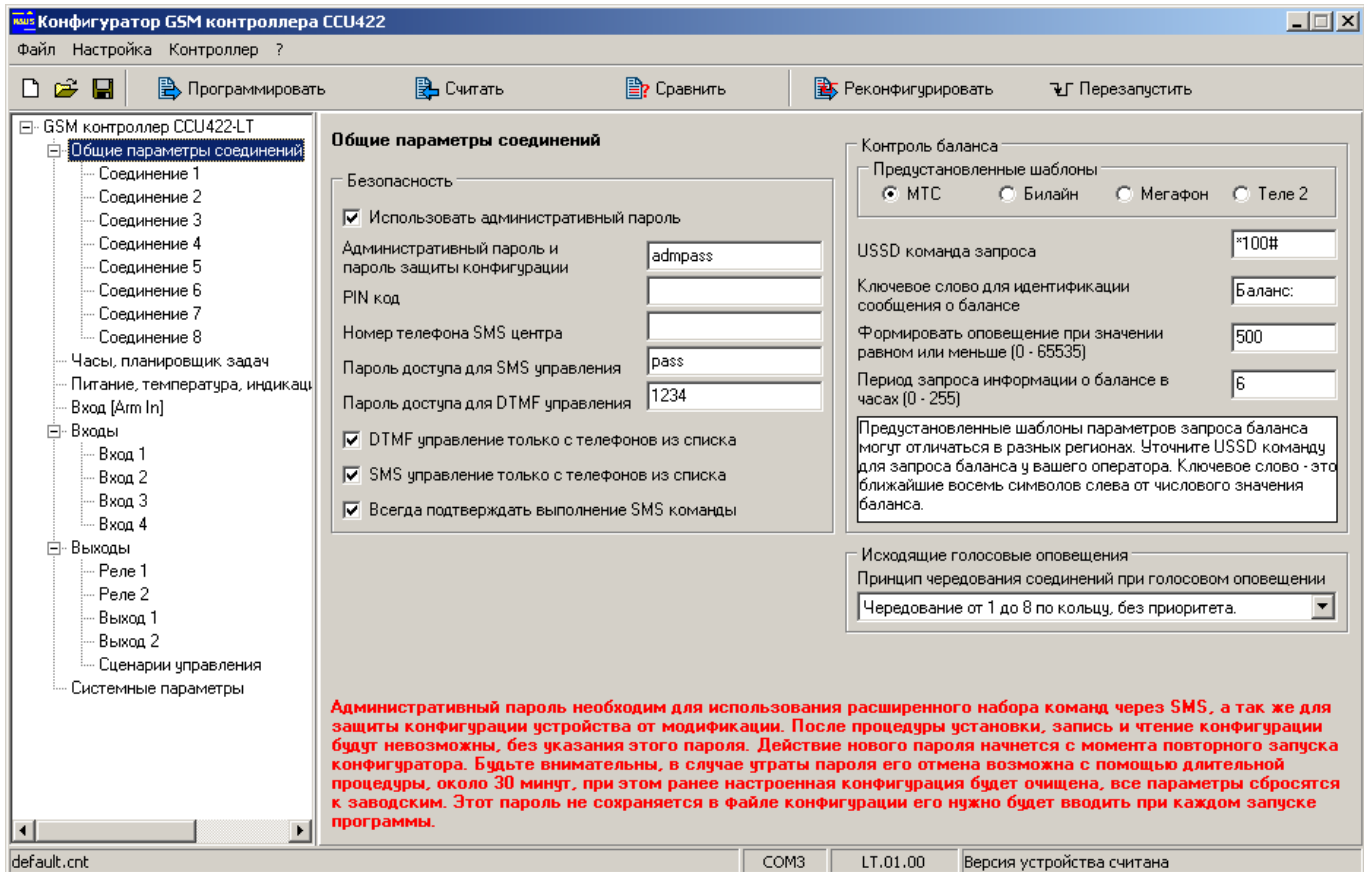 RADS Конфигуратор GSM контроллера CCU422
Файл Настройка Контроллер ?
Программировать Считать Сравнить Реконфигурировать Перезапустить
GSM контроллер CCU422-LT
Общие параметры соединений
Соединение 1
Соединение 2
Соединение 3
Соединение 4
Соединение 5
Соединение 6
Соединение 7
Соединение 8
Часы, планировщик задач
Питание, температура, индикаци
Вход [Arm In]
Входы
Вход 1
Вход 2
Вход 3
Вход 4
Выходы
Реле 1
Реле 2
Выход 1
Выход 2
Сценарии управления
Системные параметры
Общие параметры соединений
Безопасность
Использовать административный пароль
Административный пароль и
пароль защиты конфигурации
admpass
PIN код
Номер телефона SMS центра
Пароль доступа для SMS управления
pass
Пароль доступа для DTMF управления
1234
DTMF управление только с телефонов из списка
SMS управление только с телефонов из списка
Всегда подтверждать выполнение SMS команды
Контроль баланса
Предустановленные шаблоны
МТС Билайн Мегафон Теле 2
USSD команда запроса
*100#
Ключевое слово для идентификации
сообщения о балансе
Баланс:
Формировать оповещение при значении
равном или меньше (0 - 65535)
500
Период запроса информации о балансе в
часах (0 - 255)
6
Предустановленные шаблоны параметров запроса баланса
могут отличаться в разных регионах. Уточните USSD команду
для запроса баланса у вашего оператора. Ключевое слово - это
ближайшие восемь символов слева от числового значения
баланса.
Исходящие голосовые оповещения
Принцип чередования соединений при голосовом оповещении
Чередование от 1 до 8 по кольцу, без приоритета.
Административный пароль необходим для использования расширенного набора команд через SMS, а так же для
защиты конфигурации устройства от модификации. После процедуры установки, запись и чтение конфигурации
будут невозможны, без указания этого пароля. Действие нового пароля начнется с момента повторного запуска
конфигуратора. Будьте внимательны, в случае утраты пароля его отмена возможна с помощью длительной
процедуры, около 30 минут, при этом ранее настроенная конфигурация будет очищена, все параметры сбросятся
к заводским. Этот пароль не сохраняется в файле конфигурации его нужно будет вводить при каждом запуске
программы.
default.cnt COM3 LT.01.00 Версия устройства считана